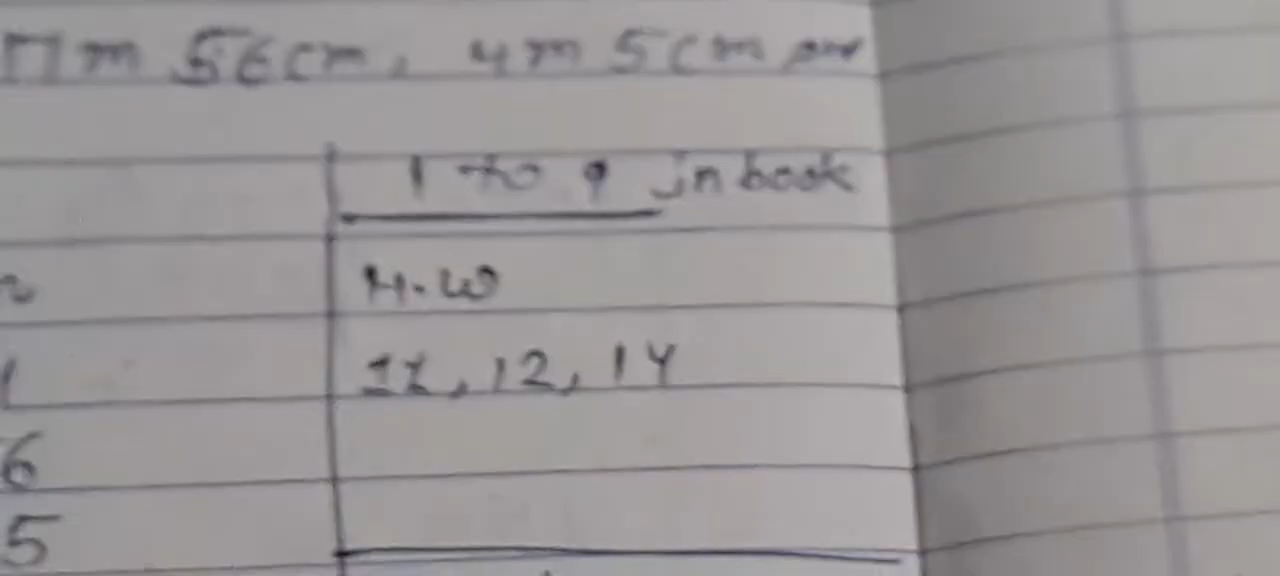 m 56cm, 4m 5cm
1 to 9 in book
H.W
11, 12, 14
6
5